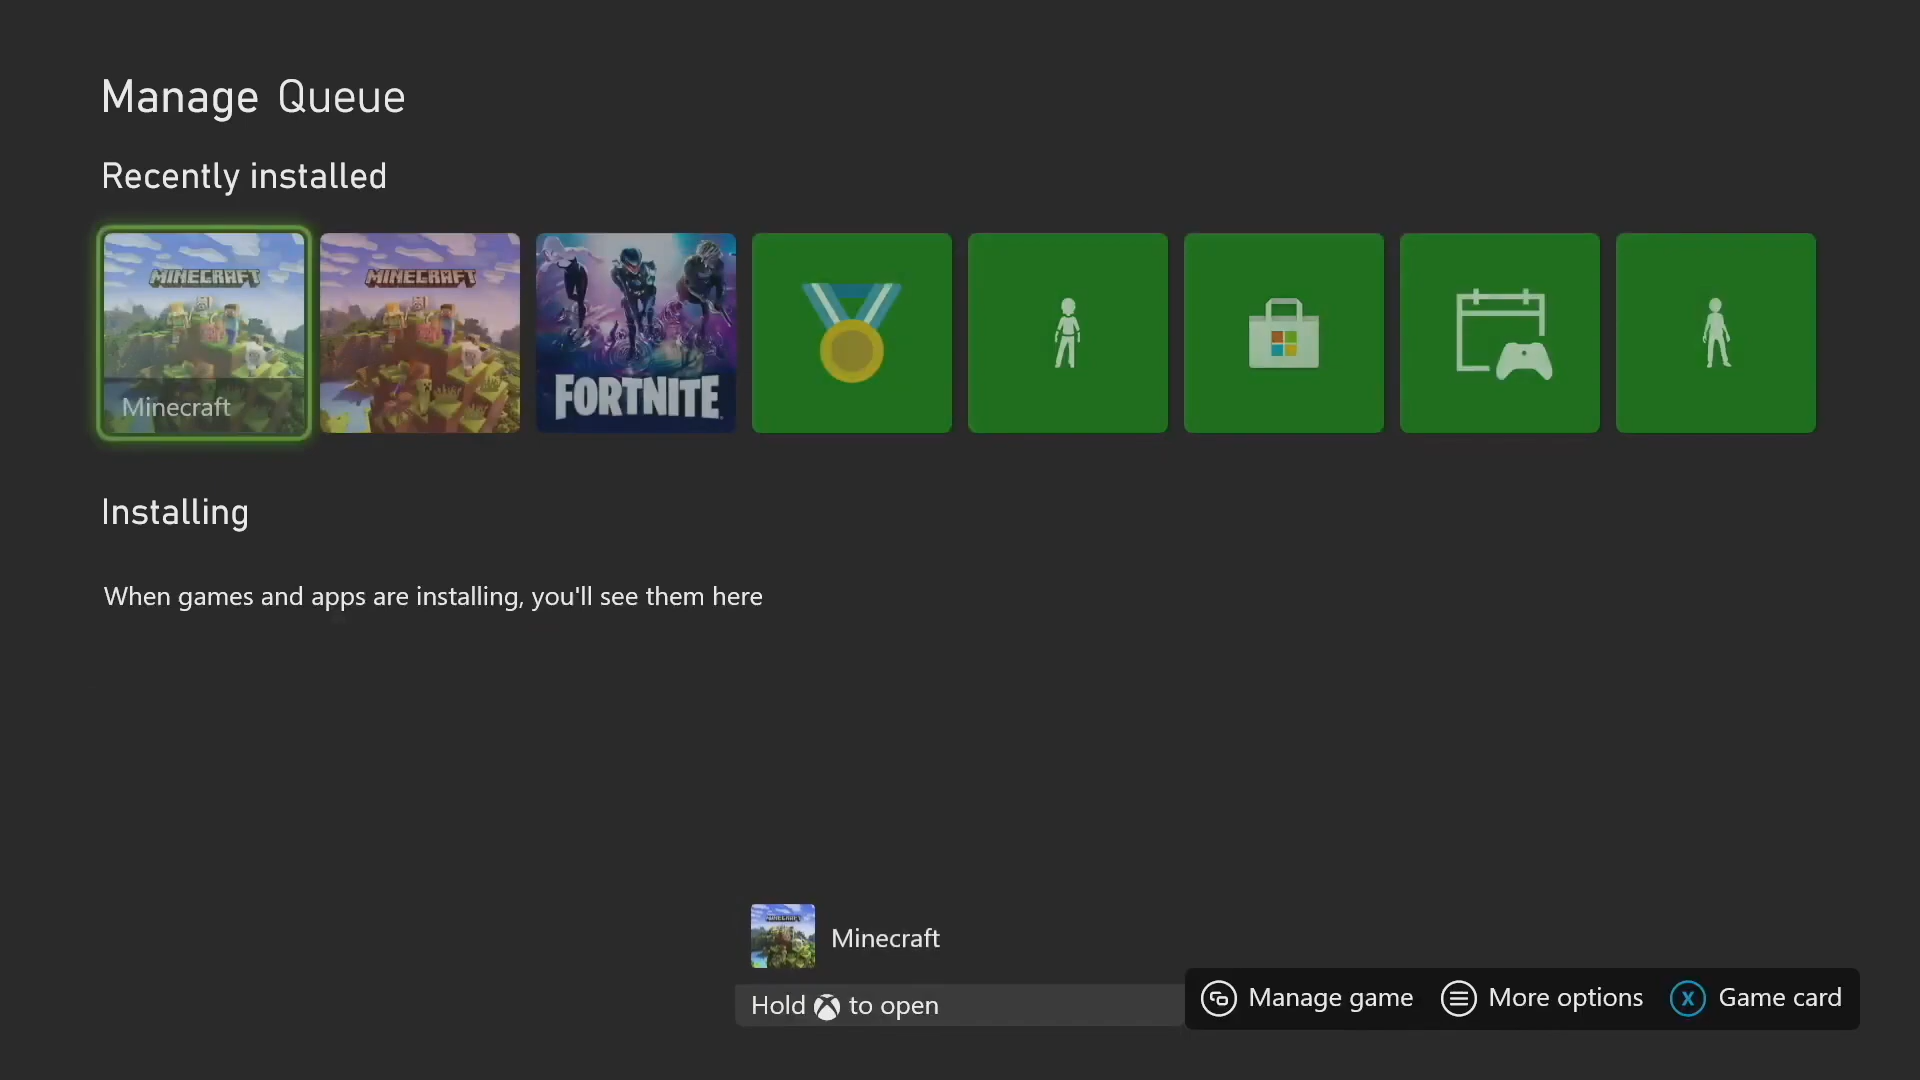 Manage Queue
Recently installed
MINECRAFT
Minecraft
MINECRAFT
FORTNITE
Installing
When games and apps are installing, you'll see them here
MINECRAFT
Minecraft
Hold to open
Manage game
More options
X Game card